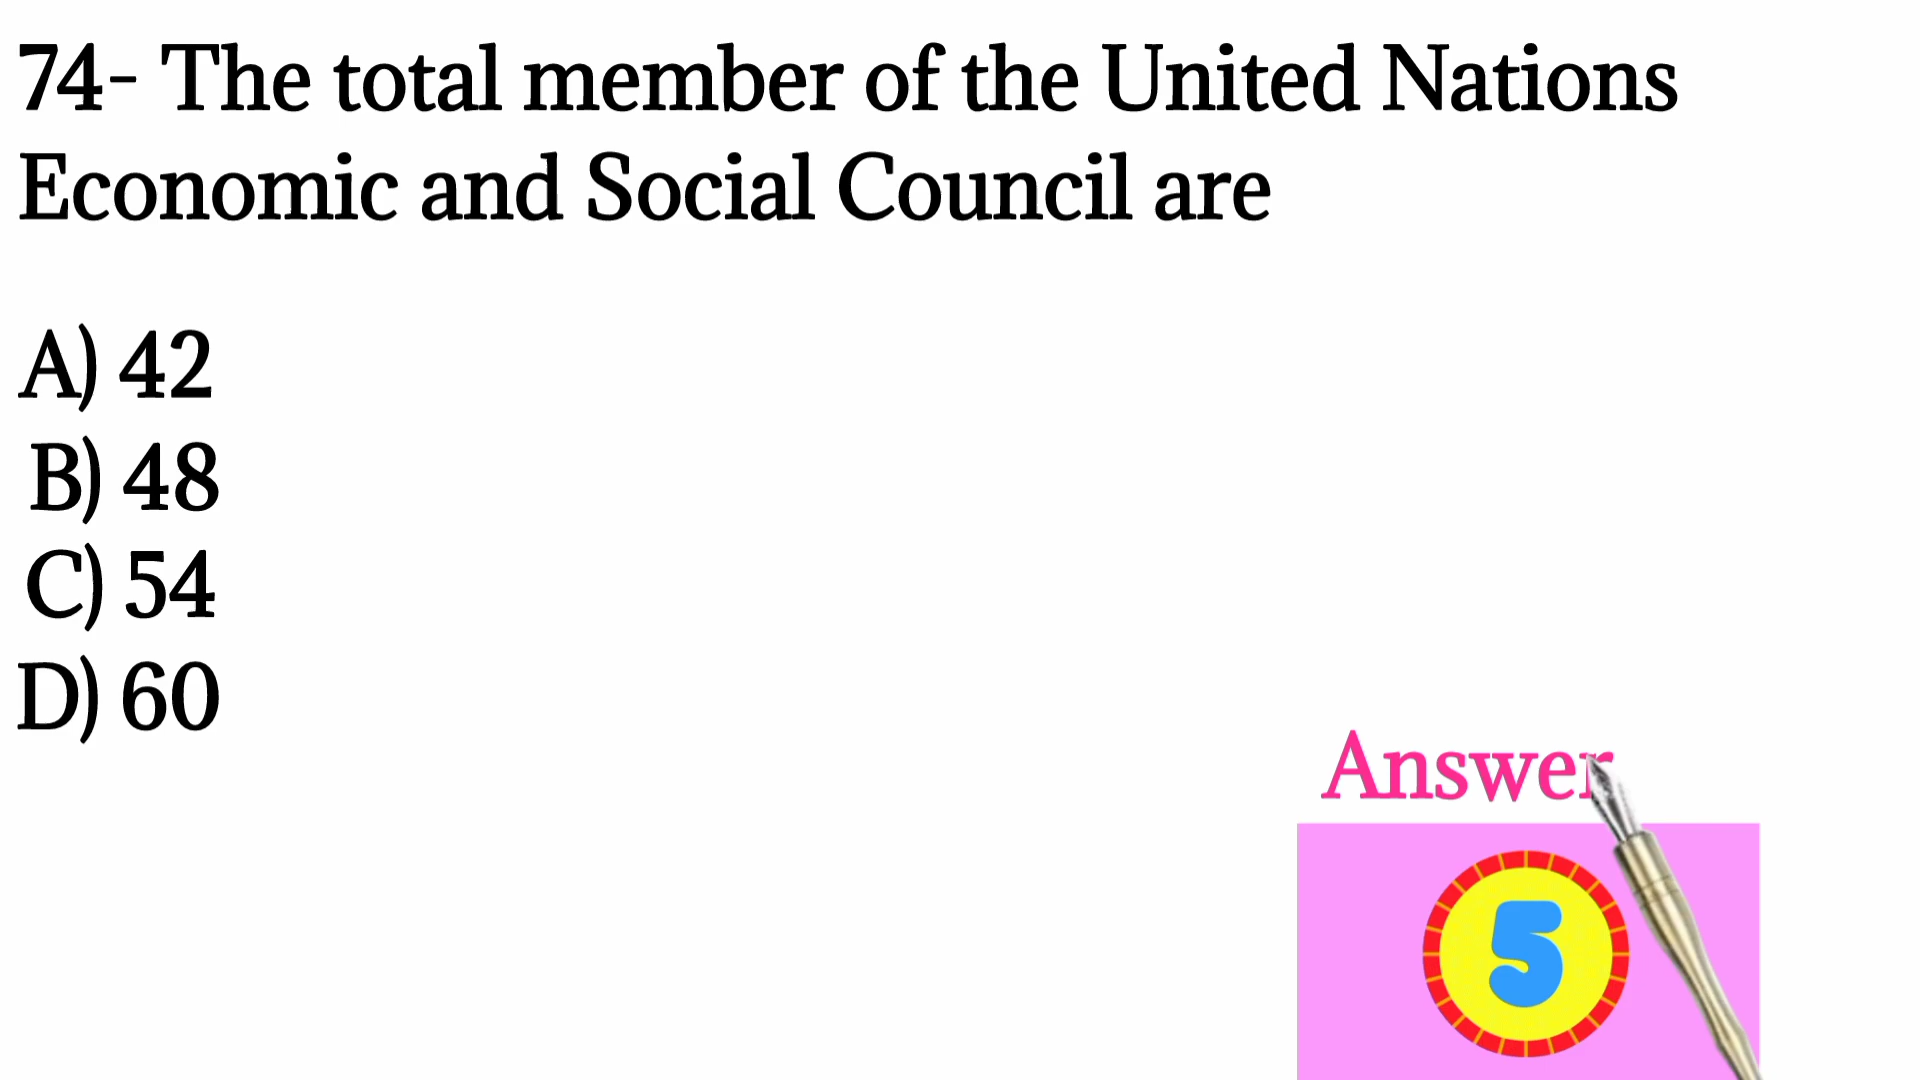 74- The total member of the United Nations
Economic and Social Council are
A) 42
B) 48
C) 54
D) 60
Answer
5